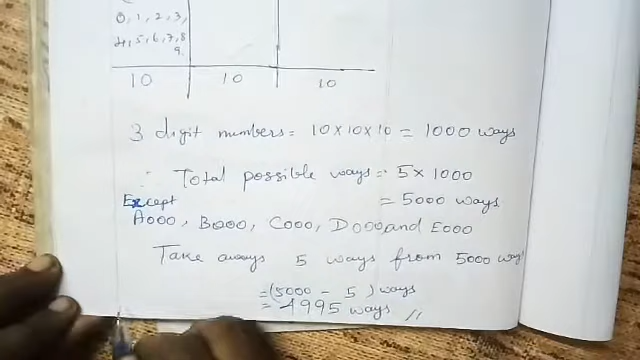 0, 1, 2, 3,
4, 5, 6, 7, 8
9
10 10 10
3 digit numbers = 10 × 10 × 10 = 1000 ways
∴ Total possible ways = 5 × 1000
= 5000 ways
Except
A000, B000, C000, D000 and E000
Take aways 5 ways from 5000 ways
= (5000 - 5) ways
= 4995 ways //